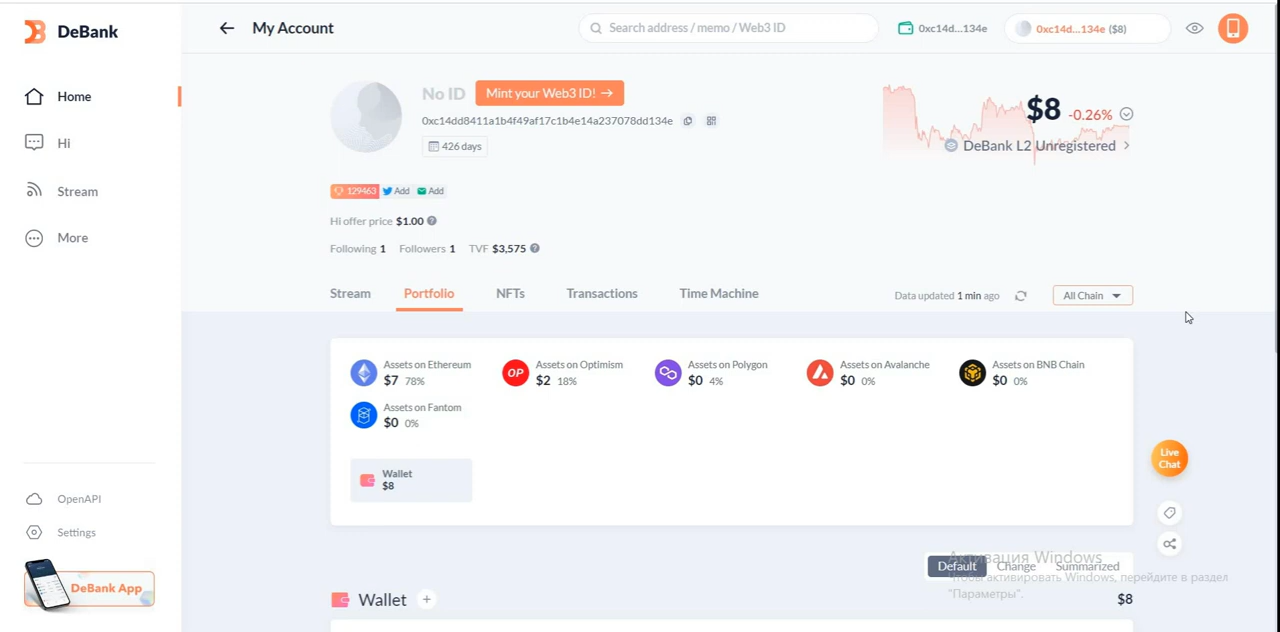 DeBank
My Account
Search address / memo / Web3 ID
0xc14d...134e
0xc14d...134e ($8)
Home
Hi
Stream
More
No ID
Mint your Web3 ID! →
0xc14dd8411a1b4f49af17c1b4e14a237078dd134e
426 days
$8 -0.26%
DeBank L2 Unregistered
129463
Add
Add
Hi offer price $1.00
Following 1 Followers 1 TVF $3,575
Stream
Portfolio
NFTs
Transactions
Time Machine
Data updated 1 min ago
All Chain
Assets on Ethereum
$7 78%
Assets on Optimism
$2 18%
Assets on Polygon
$0 4%
Assets on Avalanche
$0 0%
Assets on BNB Chain
$0 0%
Assets on Fantom
$0 0%
Wallet
$8
Live
Chat
OpenAPI
Settings
DeBank App
Default
Change
Summarized
Активация Windows
Чтобы активировать Windows, перейдите в раздел
"Параметры".
Wallet
$8